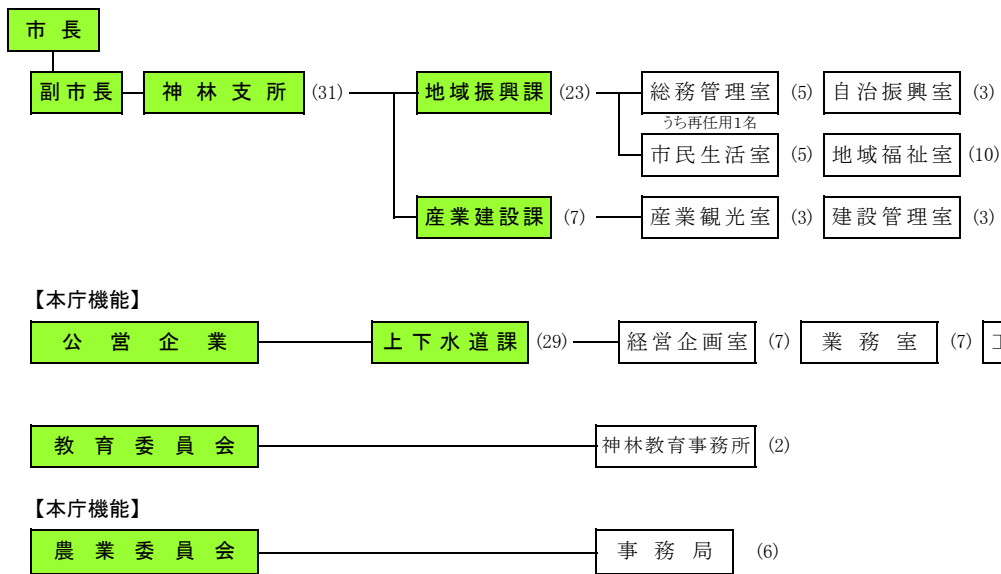 市長
副市長 神林支所 (31) 地域振興課 (23) 総務管理室 (5) 自治振興室 (3)
うち再任用1名
市民生活室 (5) 地域福祉室 (10)
産業建設課 (7) 産業観光室 (3) 建設管理室 (3)
【本庁機能】
公営企業 上下水道課 (29) 経営企画室 (7) 業務室 (7)
教育委員会 神林教育事務所 (2)
【本庁機能】
農業委員会 事務局 (6)